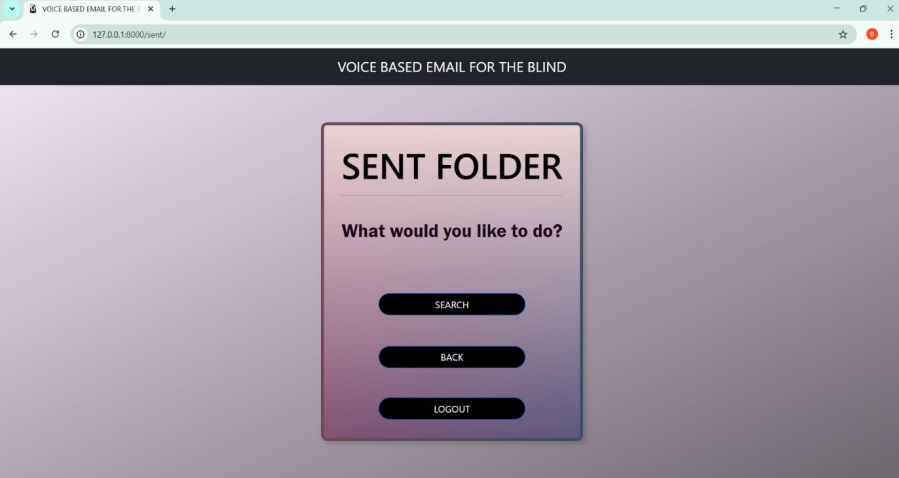 VOICE BASED EMAIL FOR THE
127.0.0.1:8000/sent/
B
VOICE BASED EMAIL FOR THE BLIND
SENT FOLDER
What would you like to do?
SEARCH
BACK
LOGOUT